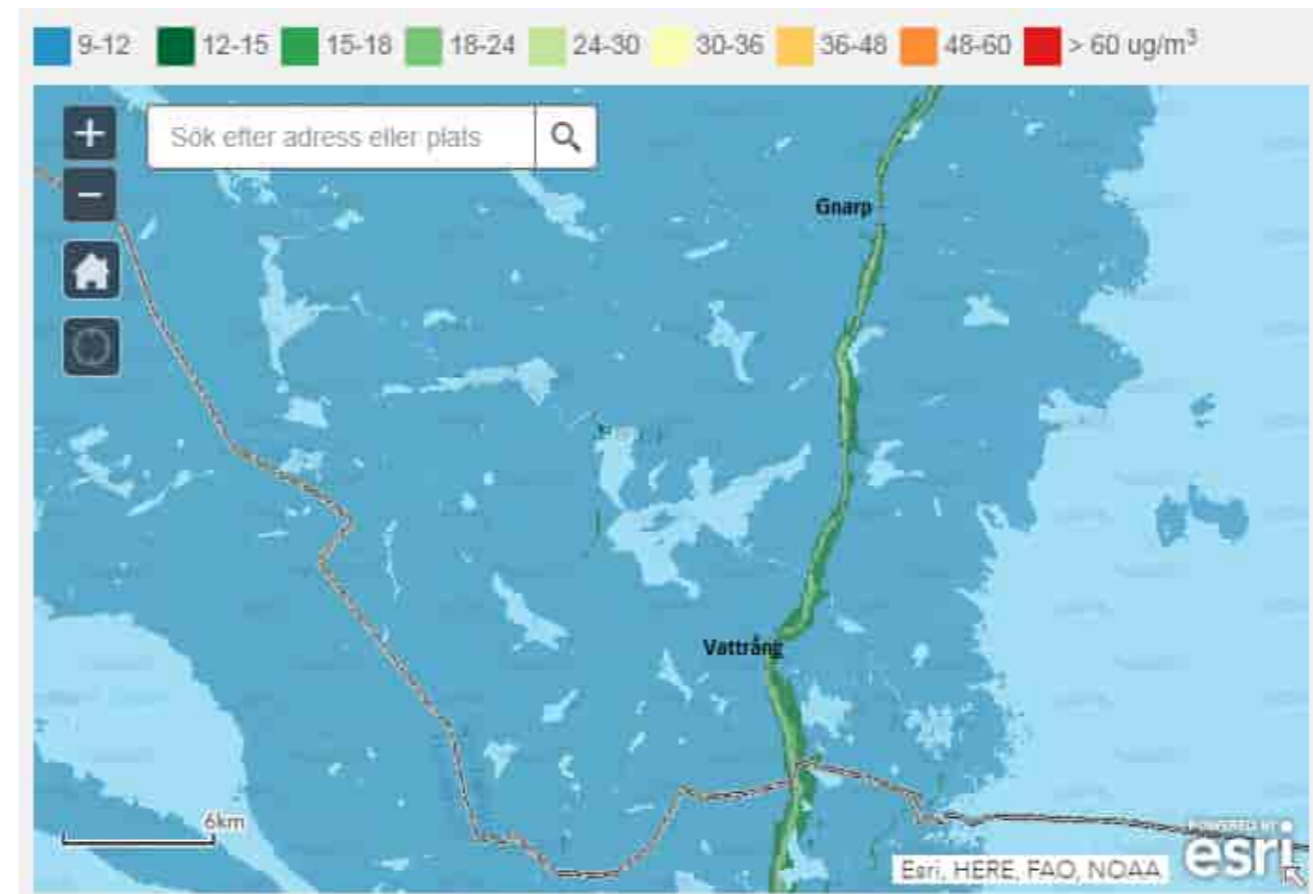 9-12 12-15 15-18 18-24 24-30 30-36 36-48 48-60 > 60 ug/m³
+
Sök efter adress eller plats
−
Gnarp
Vattrång
6km
POWERED BY
esri
Esri, HERE, FAO, NOAA